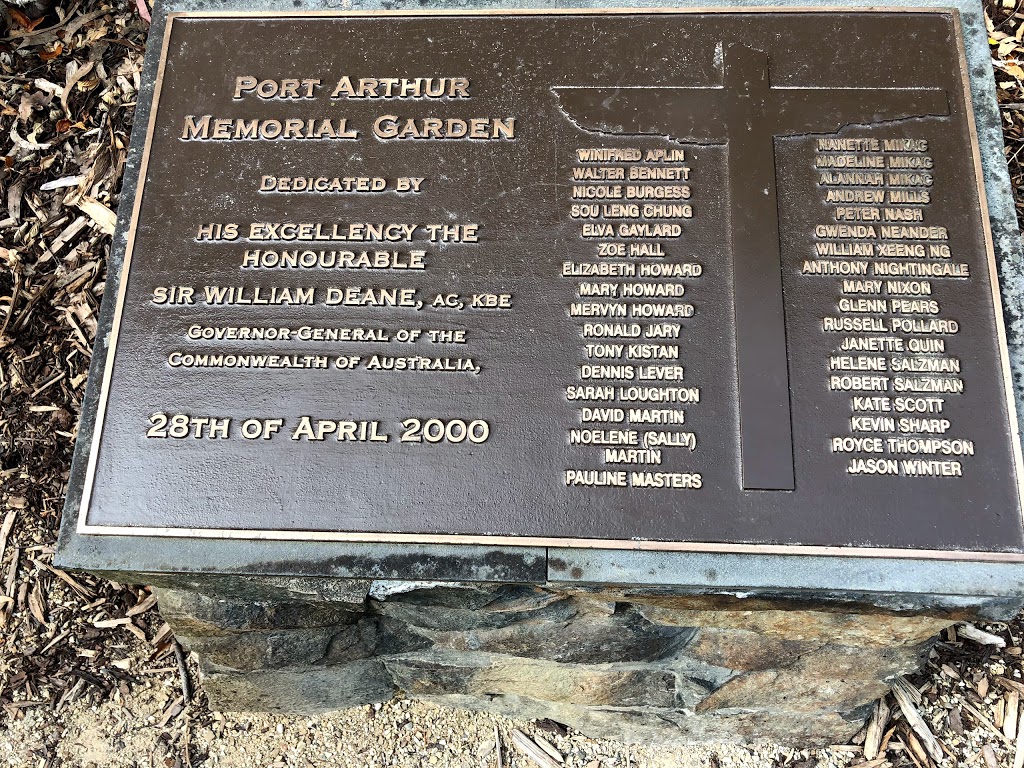 PORT ARTHUR
MEMORIAL GARDEN
DEDICATED BY
HIS EXCELLENCY THE
HONOURABLE
SIR WILLIAM DEANE, AC, KBE
GOVERNOR-GENERAL OF THE
COMMONWEALTH OF AUSTRALIA,
28TH OF APRIL 2000
WINIFRED APLIN
WALTER BENNETT
NICOLE BURGESS
SOU LENG CHUNG
ELVA GAYLARD
ZOE HALL
ELIZABETH HOWARD
MARY HOWARD
MERVYN HOWARD
RONALD JARY
TONY KISTAN
DENNIS LEVER
SARAH LOUGHTON
DAVID MARTIN
NOELENE (SALLY)
MARTIN
PAULINE MASTERS
NANETTE MIKAC
MADELINE MIKAC
ALANNAH MIKAC
ANDREW MILLS
PETER NASH
GWENDA NEANDER
WILLIAM XEENG NG
ANTHONY NIGHTINGALE
MARY NIXON
GLENN PEARS
RUSSELL POLLARD
JANETTE QUIN
HELENE SALZMAN
ROBERT SALZMAN
KATE SCOTT
KEVIN SHARP
ROYCE THOMPSON
JASON WINTER